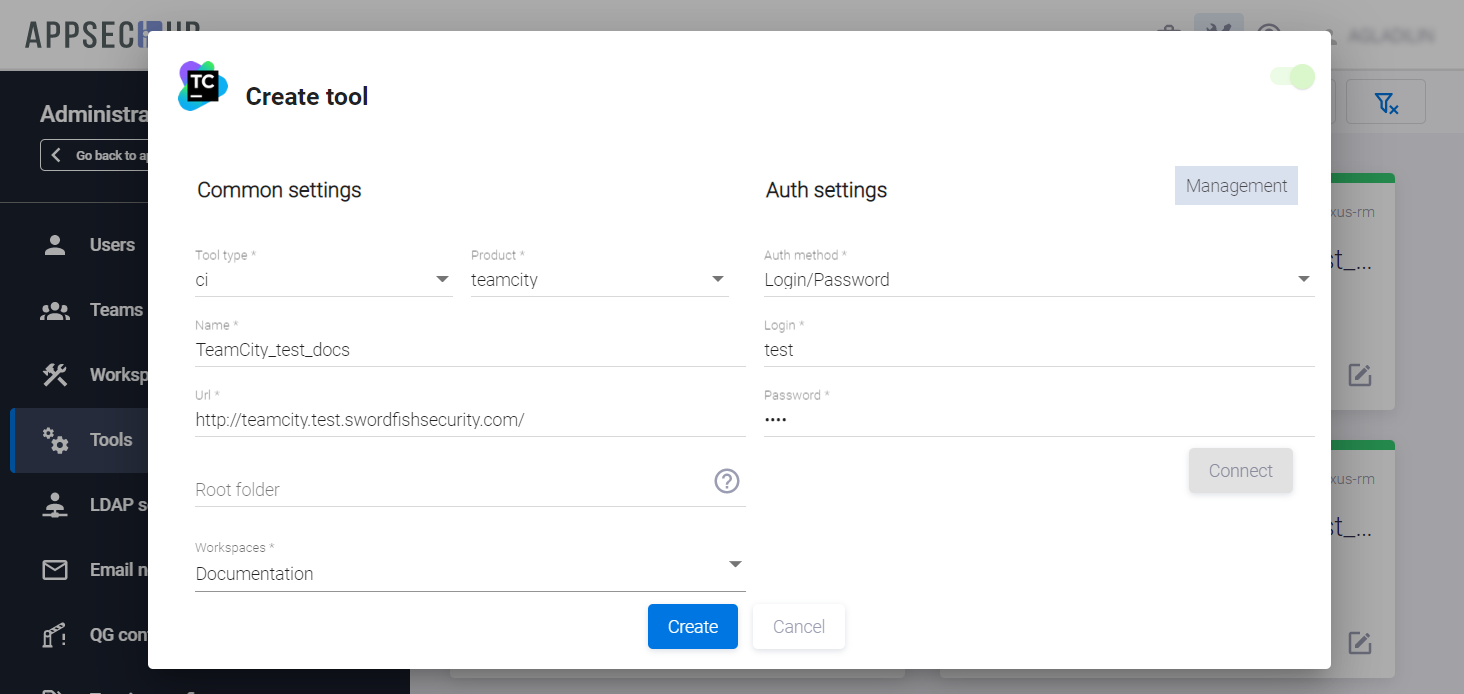 APPSECHUB
TC
Create tool
Administra
Go back to ap
Common settings
Auth settings
Management
xus-rm
Users
Tool type *
ci
Product *
teamcity
Auth method *
Login/Password
st_...
Teams
Name *
TeamCity_test_docs
Login *
test
Worksp
Url *
http://teamcity.test.swordfishsecurity.com/
Password *
••••
Tools
Connect
xus-rm
Root folder
?
LDAP s
st_...
Workspaces *
Documentation
Email n
Create
Cancel
QG con